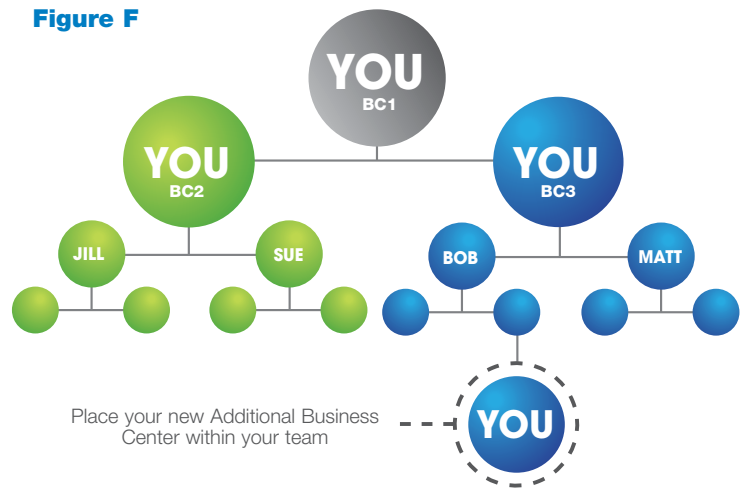 Figure F
YOU
BC1
YOU
BC2
YOU
BC3
JILL
SUE
BOB
MATT
Place your new Additional Business
Center within your team
YOU